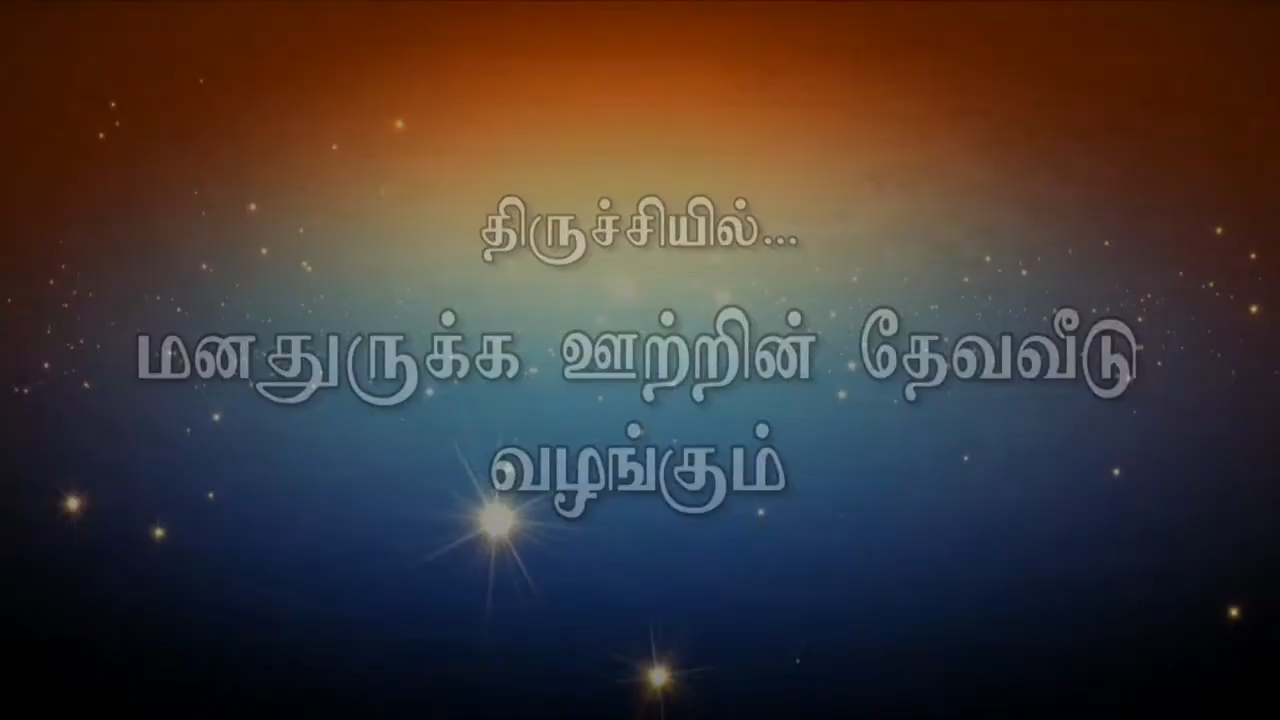 திருச்சியில்...
மனதுருக்க ஊற்றின் தேவவீடு
வழங்கும்